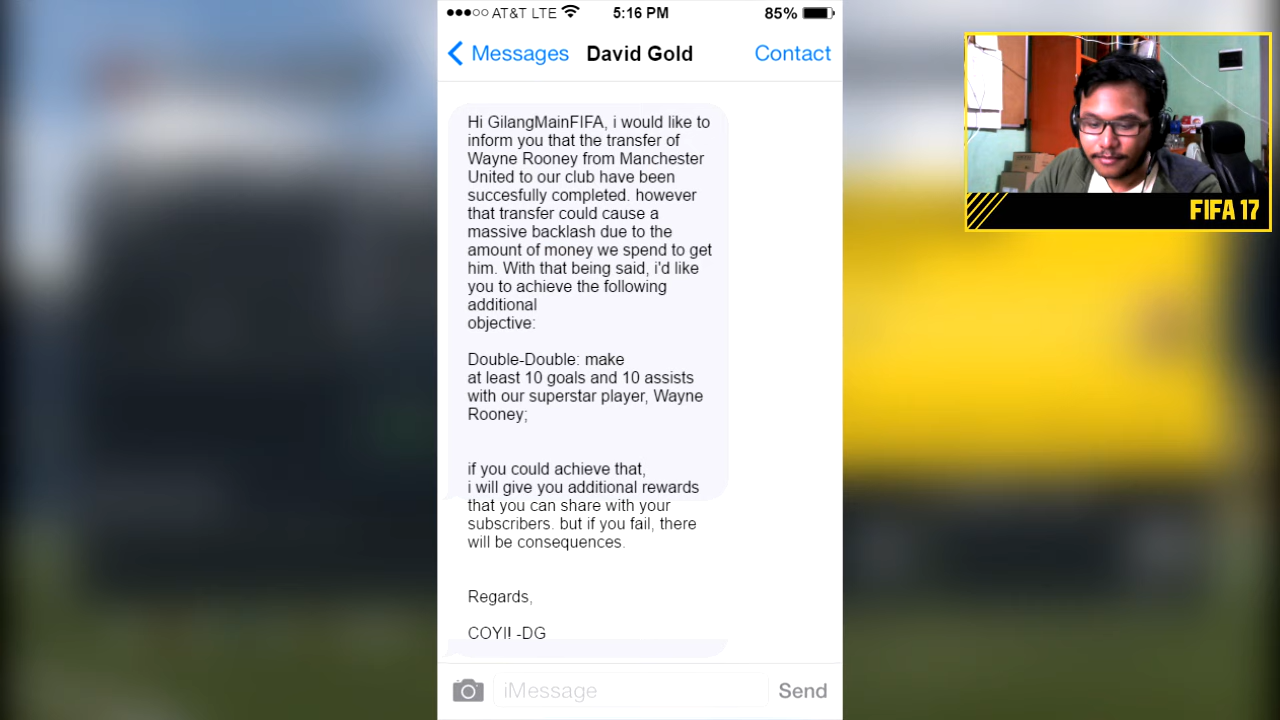 AT&T LTE 5:16 PM 85%
Messages David Gold Contact
Hi GilangMainFIFA, i would like to
inform you that the transfer of
Wayne Rooney from Manchester
United to our club have been
succesfully completed. however
that transfer could cause a
massive backlash due to the
amount of money we spend to get
him. With that being said, i'd like
you to achieve the following
additional
objective:
Double-Double: make
at least 10 goals and 10 assists
with our superstar player, Wayne
Rooney;
if you could achieve that,
i will give you additional rewards
that you can share with your
subscribers. but if you fail, there
will be consequences.
Regards,
COYI! -DG
iMessage Send
FIFA 17